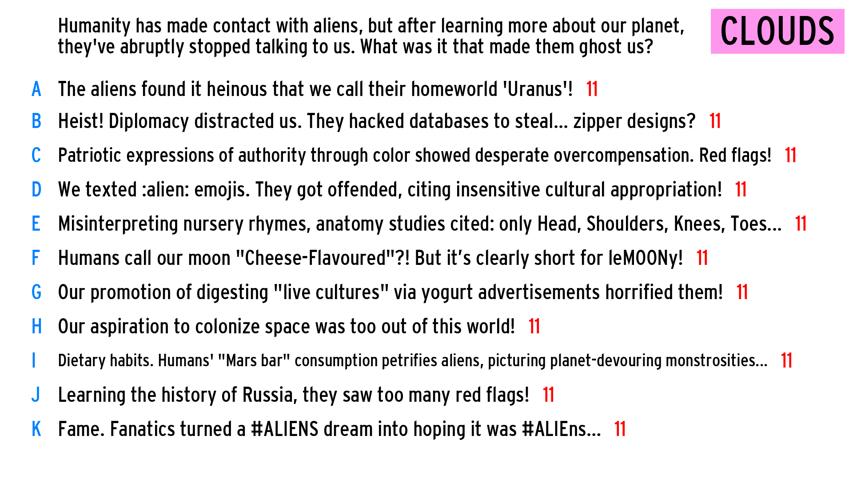 Humanity has made contact with aliens, but after learning more about our planet,
they've abruptly stopped talking to us. What was it that made them ghost us?
CLOUDS
A The aliens found it heinous that we call their homeworld 'Uranus'! 11
B Heist! Diplomacy distracted us. They hacked databases to steal... zipper designs? 11
C Patriotic expressions of authority through color showed desperate overcompensation. Red flags! 11
D We texted :alien: emojis. They got offended, citing insensitive cultural appropriation! 11
E Misinterpreting nursery rhymes, anatomy studies cited: only Head, Shoulders, Knees, Toes... 11
F Humans call our moon "Cheese-Flavoured"?! But it's clearly short for leMOONy! 11
G Our promotion of digesting "live cultures" via yogurt advertisements horrified them! 11
H Our aspiration to colonize space was too out of this world! 11
I Dietary habits. Humans' "Mars bar" consumption petrifies aliens, picturing planet-devouring monstrosities... 11
J Learning the history of Russia, they saw too many red flags! 11
K Fame. Fanatics turned a #ALIENS dream into hoping it was #ALIEns... 11